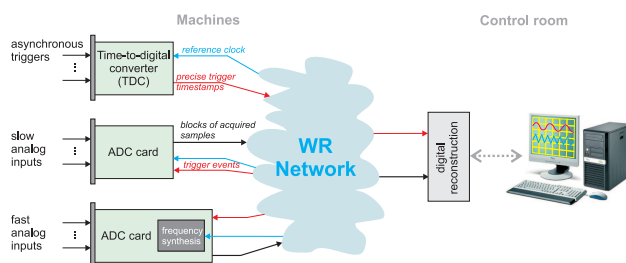 Machines
Control room
asynchronous
triggers
Time-to-digital
converter
(TDC)
reference clock
precise trigger
timestamps
slow
analog
inputs
ADC card
blocks of acquired
samples
trigger events
WR
Network
digital
reconstruction
fast
analog
inputs
ADC card
frequency
synthesis